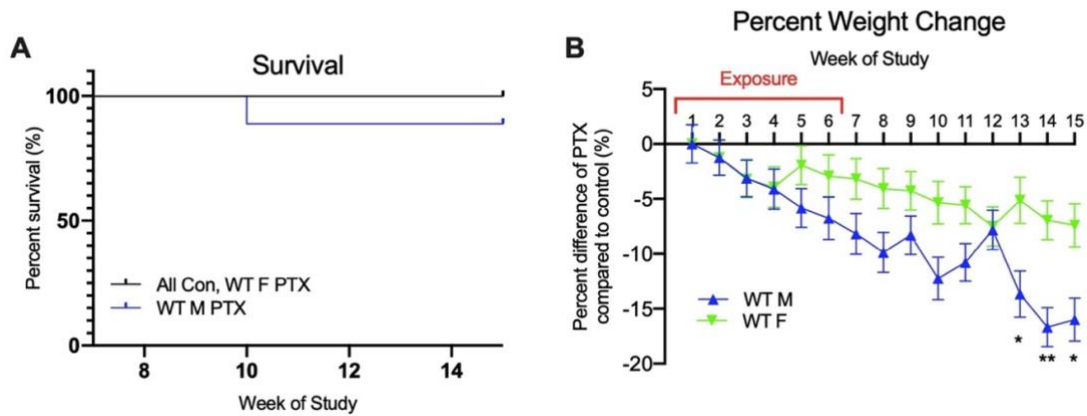 A
Survival
100
50
0
Percent survival (%)
All Con, WT F PTX
WT M PTX
8 10 12 14
Week of Study
B
Percent Weight Change
Week of Study
Exposure
1 2 3 4 5 6 7 8 9 10 11 12 13 14 15
5
0
-5
-10
-15
-20
Percent difference of PTX
compared to control (%)
WT M
WT F
* ** *